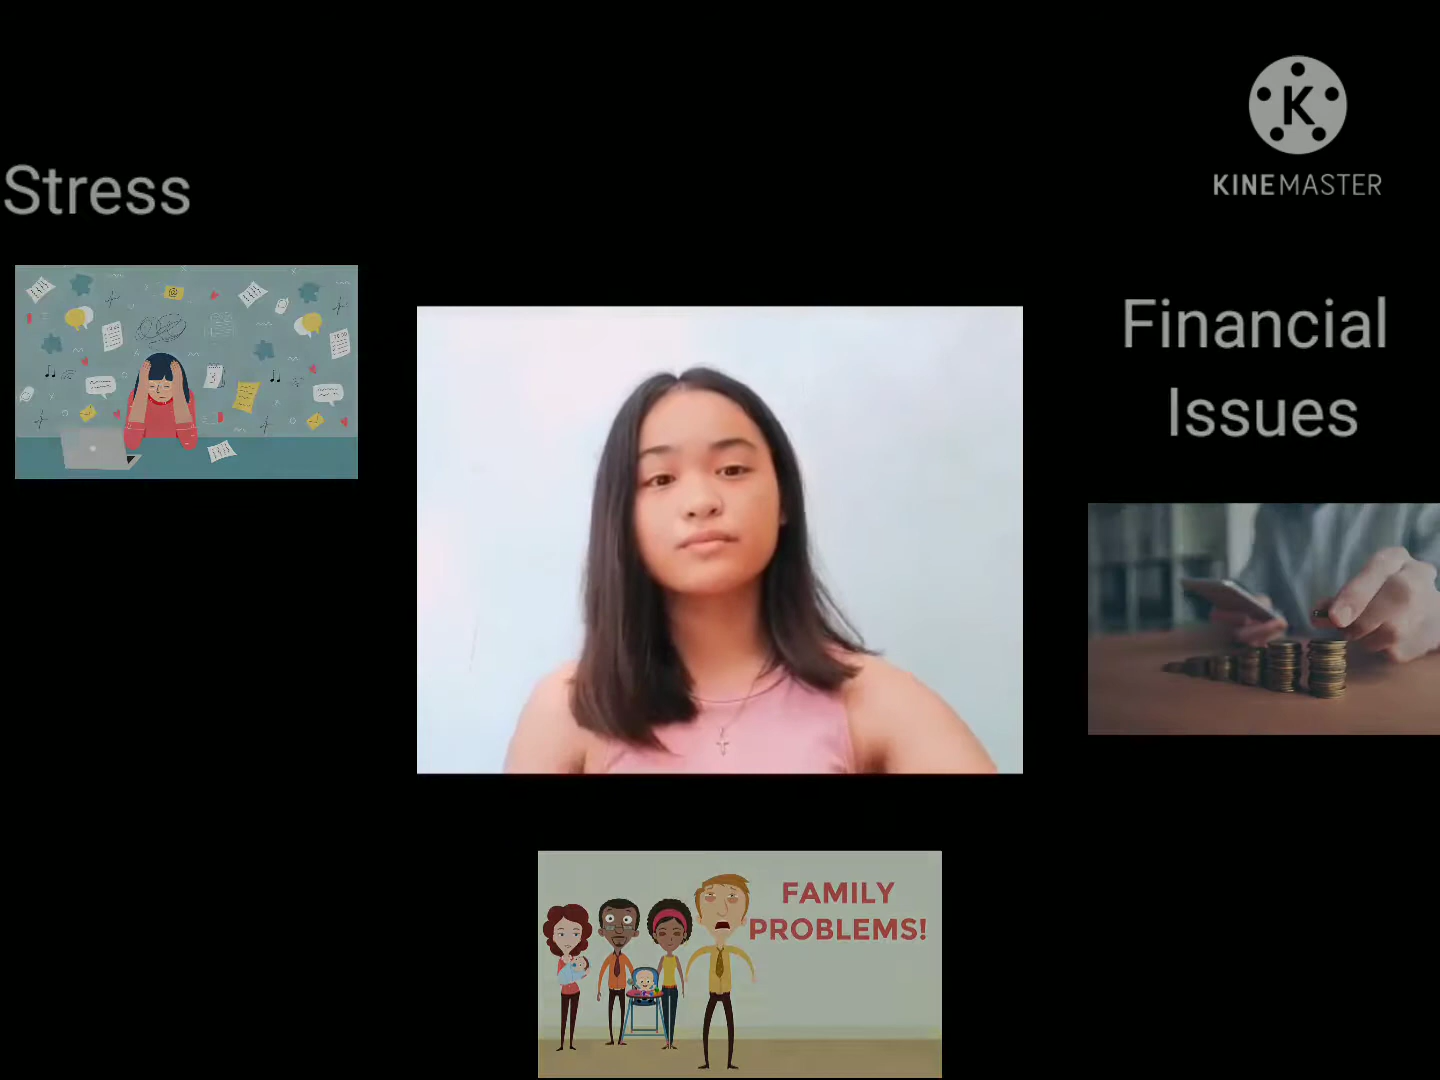 KINEMASTER
Stress
Financial
Issues
FAMILY
PROBLEMS!